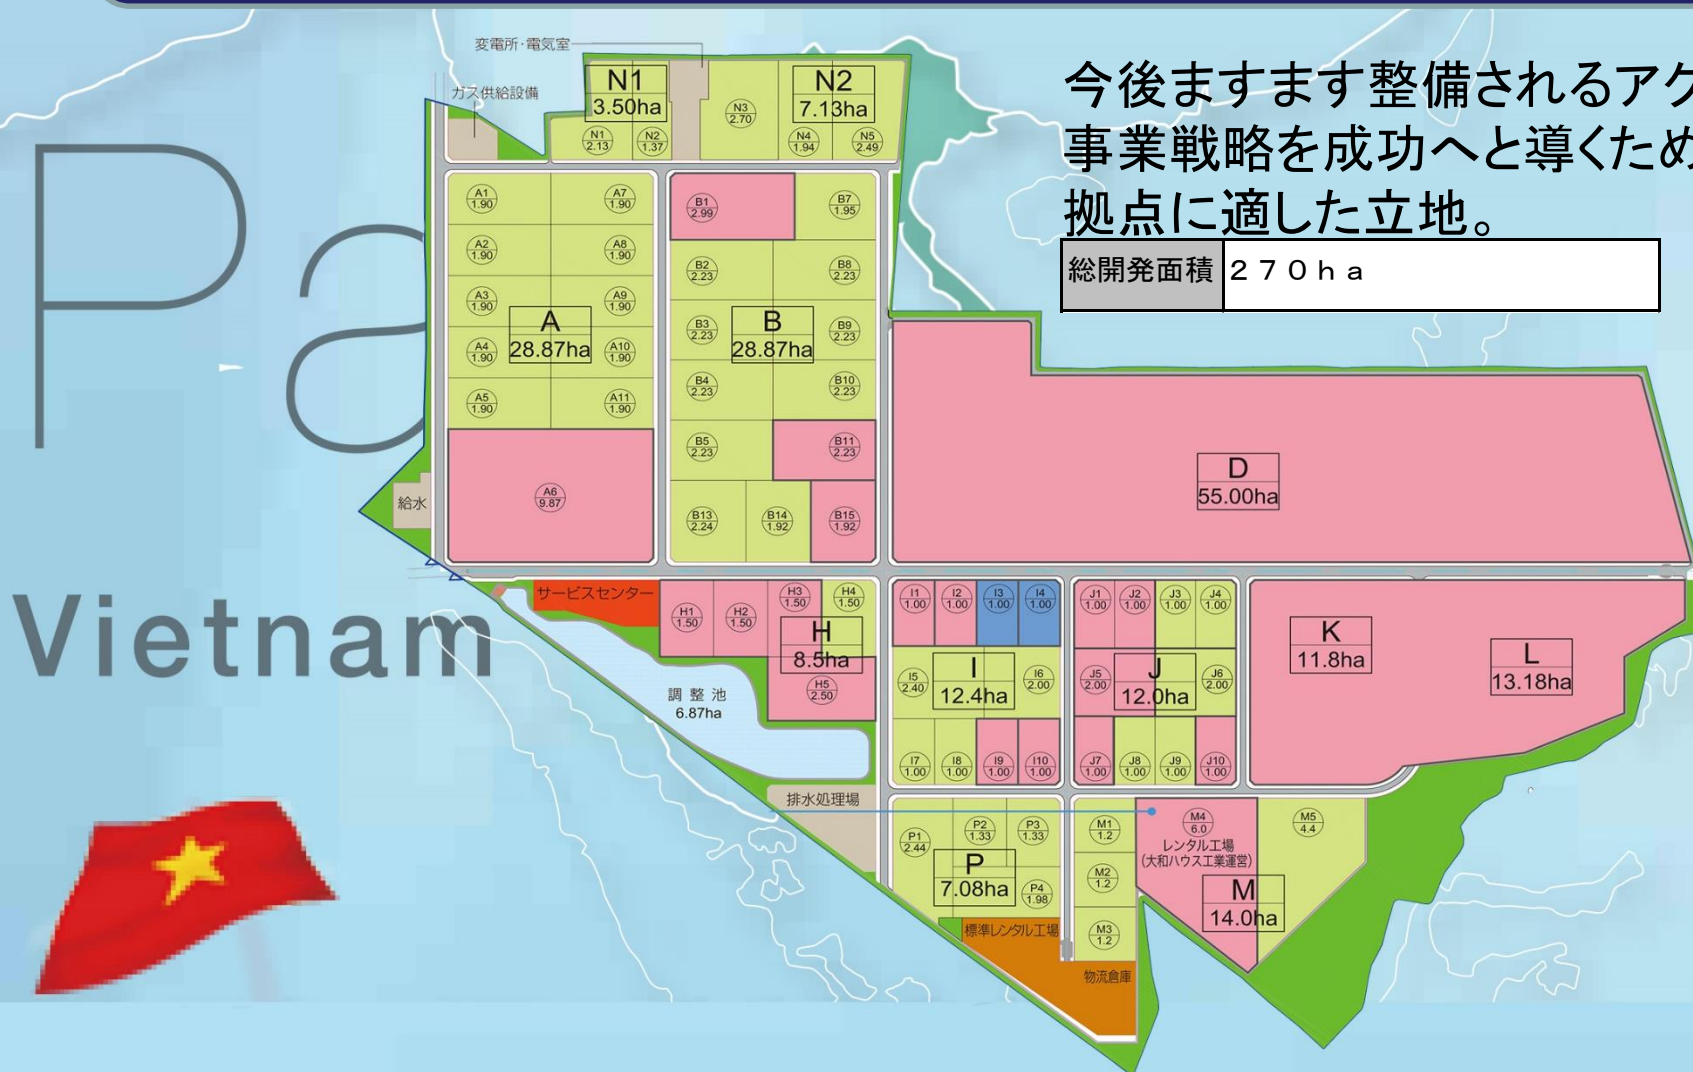 変電所・電気室
ガス供給設備
N1
3.50ha
N2
7.13ha
N1
2.13
N2
1.37
N3
2.70
N4
1.94
N5
2.49
今後ますます整備されるアク
事業戦略を成功へと導くため
拠点に適した立地。
総開発面積 270ha
Pa
Vietnam
A1
1.90
A7
1.90
A2
1.90
A8
1.90
A3
1.90
A9
1.90
A
28.87ha
A4
1.90
A10
1.90
A5
1.90
A11
1.90
A6
9.87
給水
B1
2.99
B7
1.95
B2
2.23
B8
2.23
B3
2.23
B9
2.23
B
28.87ha
B4
2.23
B10
2.23
B5
2.23
B11
2.23
B13
2.24
B14
1.92
B15
1.92
D
55.00ha
サービスセンター
H1
1.50
H2
1.50
H3
1.50
H4
1.50
H
8.5ha
H5
2.50
調整池
6.87ha
排水処理場
I1
1.00
I2
1.00
I3
1.00
I4
1.00
I
12.4ha
I5
2.40
I6
2.00
I7
1.00
I8
1.00
I9
1.00
I10
1.00
J1
1.00
J2
1.00
J3
1.00
J4
1.00
J
12.0ha
J5
2.00
J6
2.00
J7
1.00
J8
1.00
J9
1.00
J10
1.00
K
11.8ha
L
13.18ha
P1
2.44
P2
1.33
P3
1.33
P
7.08ha
P4
1.98
標準レンタル工場
物流倉庫
M1
1.2
M2
1.2
M3
1.2
M4
6.0
レンタル工場
(大和ハウス工業運営)
M5
4.4
M
14.0ha